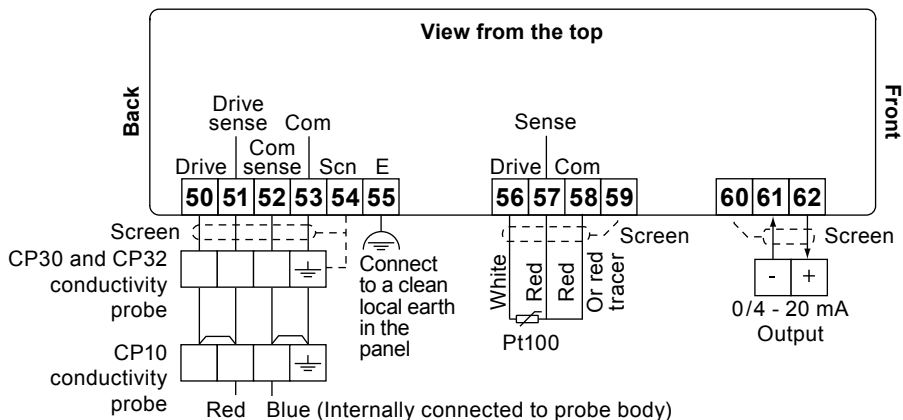 View from the top
Back
Front
Drive
sense
Com
Com
sense
Drive
Scn
E
Sense
Drive
Com
50 51 52 53 54 55
56 57 58 59
60 61 62
Screen
Screen
Screen
CP30 and CP32
conductivity
probe
Connect
to a clean
local earth
in the
panel
White
Red
Red
Or red
tracer
Pt100
- +
0/4 - 20 mA
Output
CP10
conductivity
probe
Red
Blue (Internally connected to probe body)